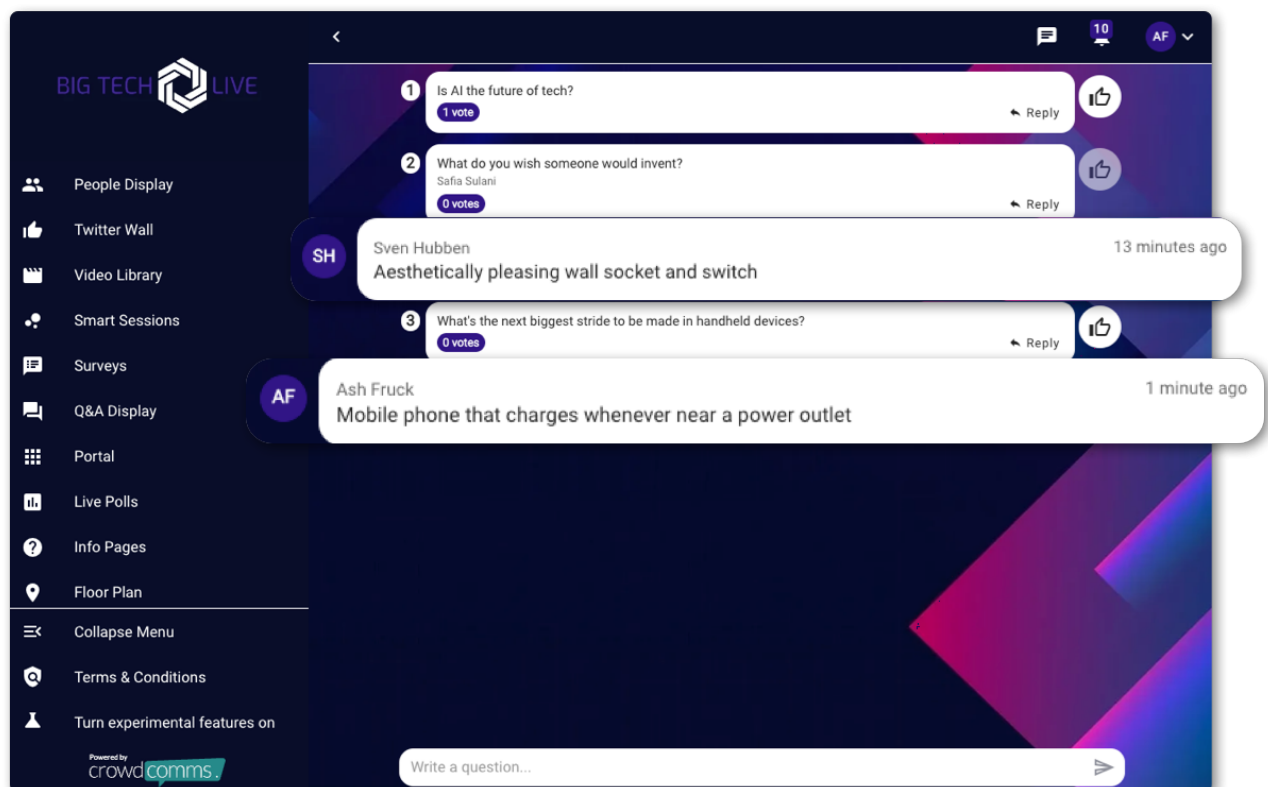 10
AF
BIG TECH LIVE
1
Is AI the future of tech?
1 vote
Reply
2
What do you wish someone would invent?
Safia Sulani
0 votes
Reply
People Display
Twitter Wall
Video Library
Smart Sessions
Surveys
Q&A Display
Portal
Live Polls
Info Pages
Floor Plan
Collapse Menu
Terms & Conditions
Turn experimental features on
Powered by
crowdcomms.
SH
Sven Hubben
13 minutes ago
Aesthetically pleasing wall socket and switch
3
What's the next biggest stride to be made in handheld devices?
0 votes
Reply
AF
Ash Fruck
1 minute ago
Mobile phone that charges whenever near a power outlet
Write a question...